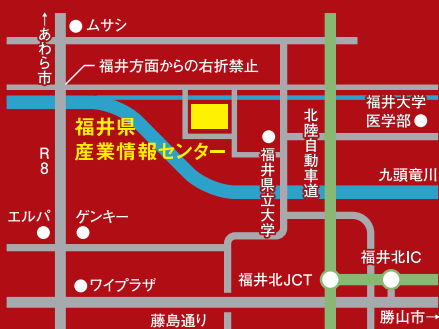 ←あわら市
ムサシ
福井方面からの右折禁止
福井大学
医学部
福井県
産業情報センター
北陸自動車道
福井県立大学
R8
九頭竜川
エルパ
ゲンキー
福井北IC
福井北JCT
ワイプラザ
藤島通り
勝山市→